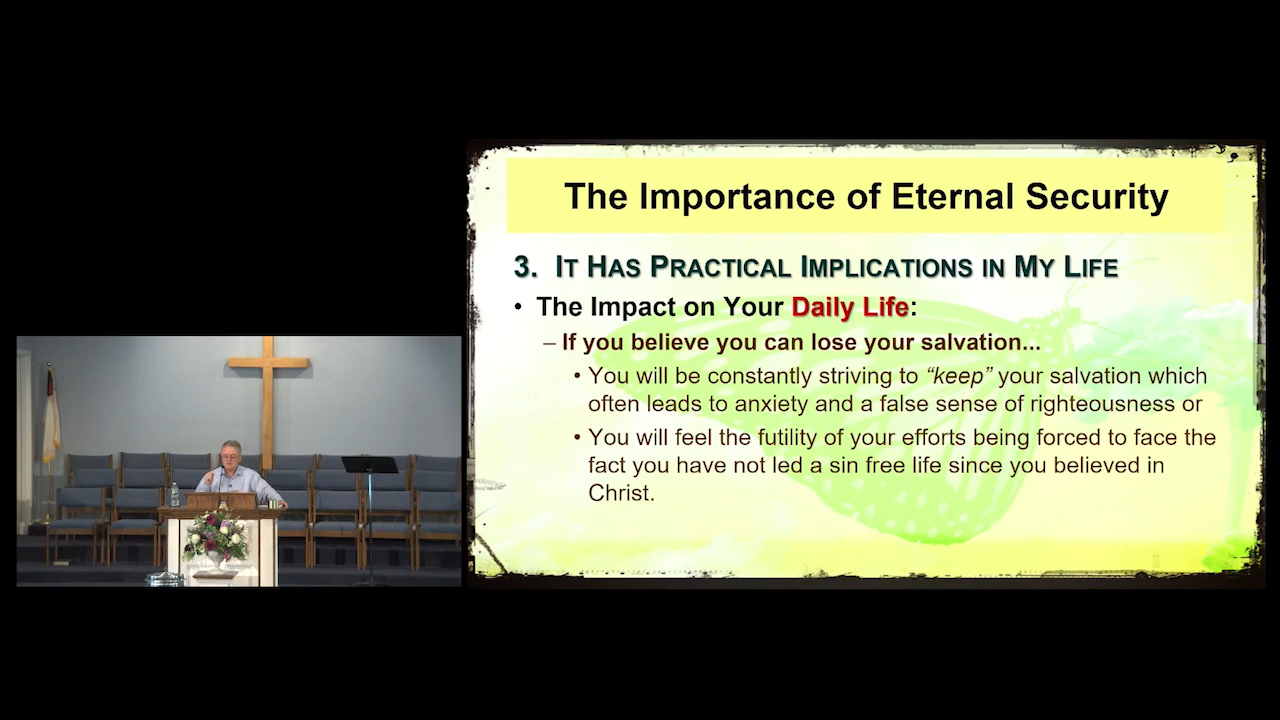 The Importance of Eternal Security
3. IT HAS PRACTICAL IMPLICATIONS IN MY LIFE
• The Impact on Your Daily Life:
– If you believe you can lose your salvation...
• You will be constantly striving to “keep” your salvation which
often leads to anxiety and a false sense of righteousness or
• You will feel the futility of your efforts being forced to face the
fact you have not led a sin free life since you believed in
Christ.